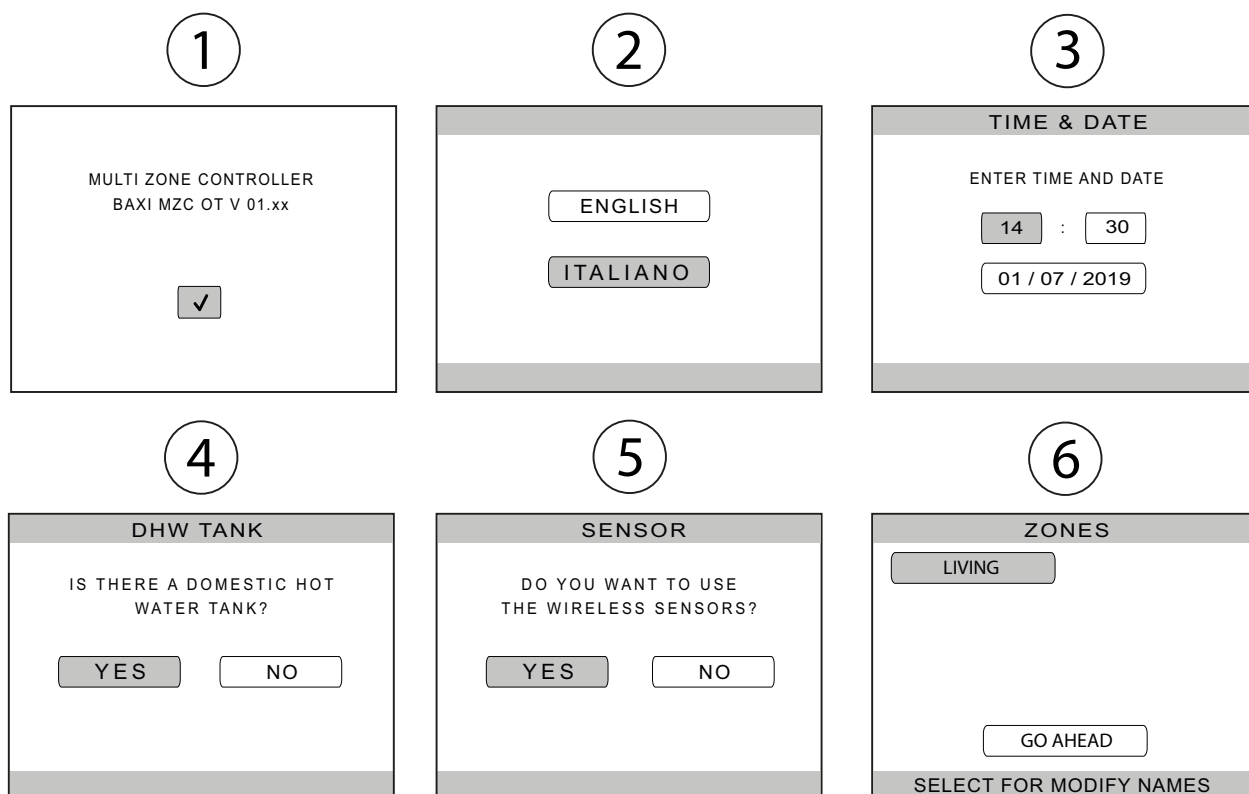 1
2
3
MULTI ZONE CONTROLLER
BAXI MZC OT V 01.xx
✓
ENGLISH
ITALIANO
TIME & DATE
ENTER TIME AND DATE
14 : 30
01 / 07 / 2019
4
5
6
DHW TANK
IS THERE A DOMESTIC HOT
WATER TANK?
YES NO
SENSOR
DO YOU WANT TO USE
THE WIRELESS SENSORS?
YES NO
ZONES
LIVING
GO AHEAD
SELECT FOR MODIFY NAMES